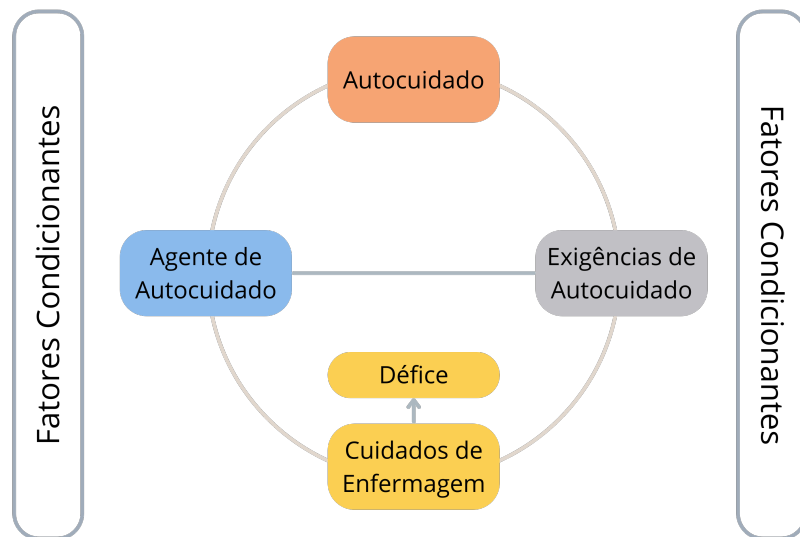 Fatores Condicionantes
Autocuidado
Agente de
Autocuidado
Exigências de
Autocuidado
Défice
Cuidados de
Enfermagem
Fatores Condicionantes